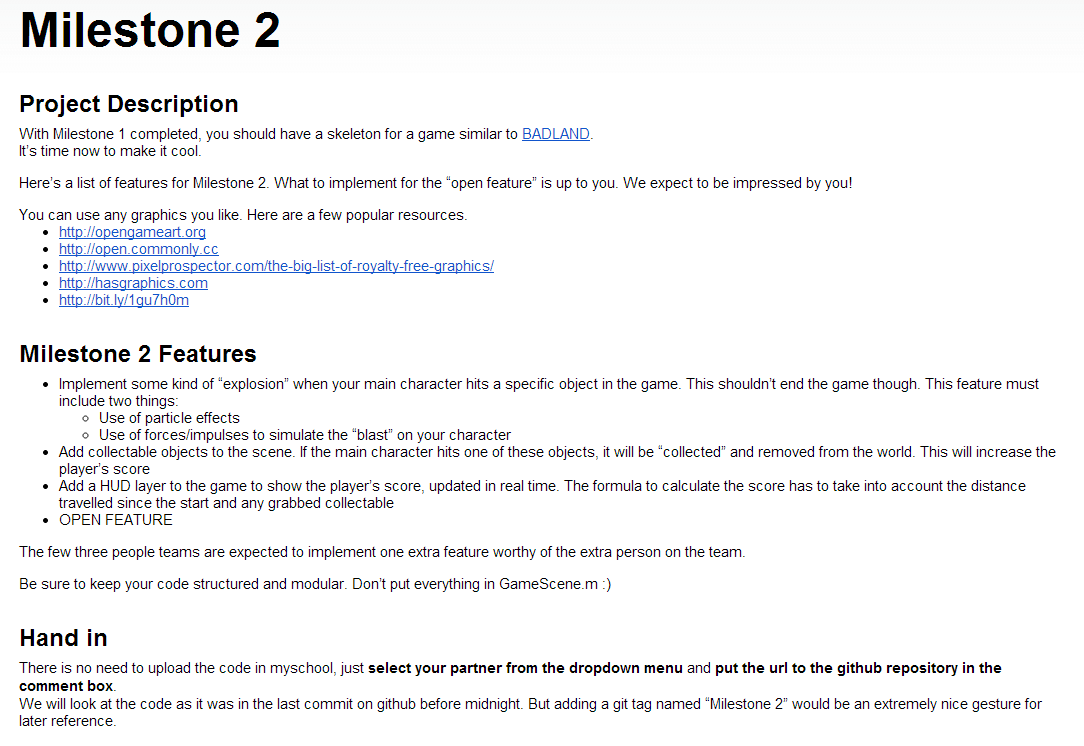 Milestone 2
Project Description
With Milestone 1 completed, you should have a skeleton for a game similar to BADLAND.
It's time now to make it cool.
Here's a list of features for Milestone 2. What to implement for the “open feature” is up to you. We expect to be impressed by you!
You can use any graphics you like. Here are a few popular resources.
• http://opengameart.org
• http://open.commonly.cc
• http://www.pixelprospector.com/the-big-list-of-royalty-free-graphics/
• http://hasgraphics.com
• http://bit.ly/1gu7h0m
Milestone 2 Features
• Implement some kind of “explosion” when your main character hits a specific object in the game. This shouldn't end the game though. This feature must
include two things:
○ Use of particle effects
○ Use of forces/impulses to simulate the “blast” on your character
• Add collectable objects to the scene. If the main character hits one of these objects, it will be “collected” and removed from the world. This will increase the
player's score
• Add a HUD layer to the game to show the player's score, updated in real time. The formula to calculate the score has to take into account the distance
travelled since the start and any grabbed collectable
• OPEN FEATURE
The few three people teams are expected to implement one extra feature worthy of the extra person on the team.
Be sure to keep your code structured and modular. Don't put everything in GameScene.m :)
Hand in
There is no need to upload the code in myschool, just select your partner from the dropdown menu and put the url to the github repository in the
comment box.
We will look at the code as it was in the last commit on github before midnight. But adding a git tag named “Milestone 2” would be an extremely nice gesture for
later reference.